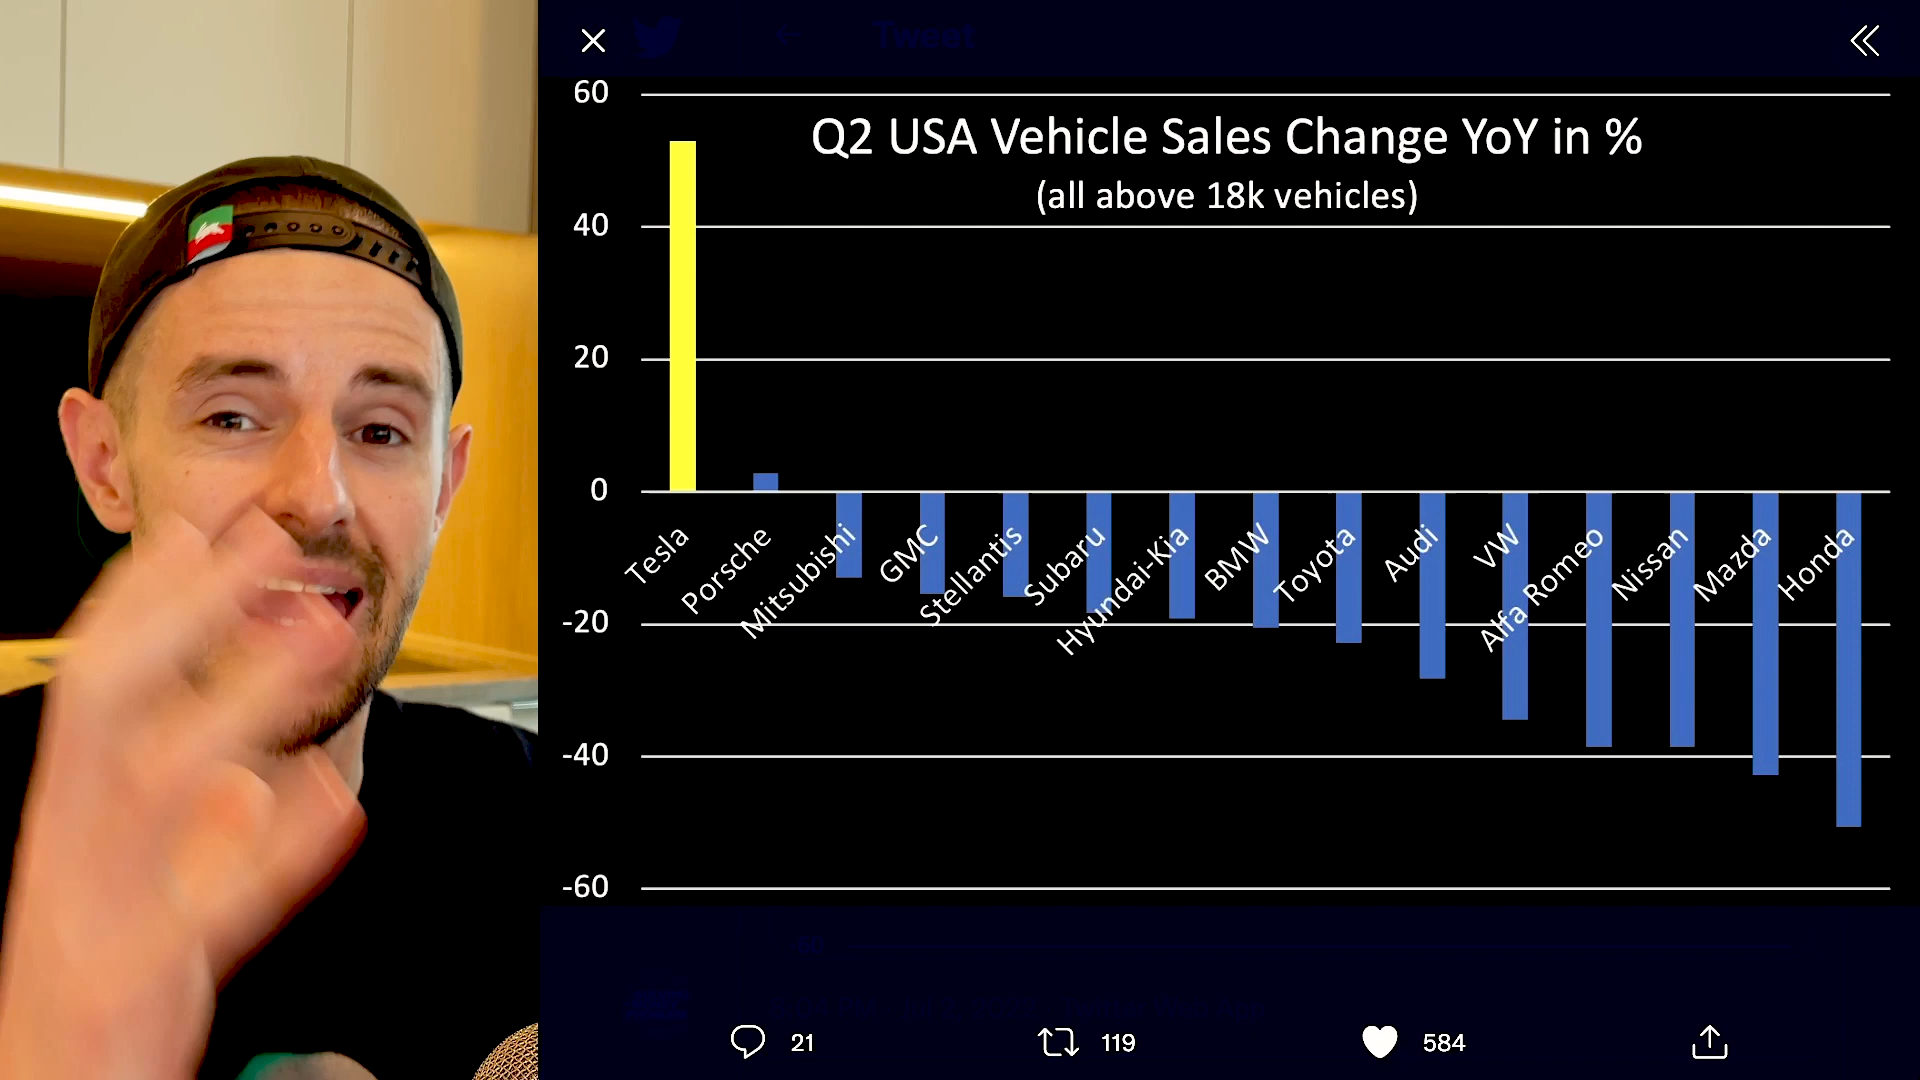 Tweet
60
Q2 USA Vehicle Sales Change YoY in %
(all above 18k vehicles)
40
20
0
Tesla
Porsche
Mitsubishi
GMC
Stellantis
Subaru
Hyundai-Kia
BMW
Toyota
Audi
VW
Alfa Romeo
Nissan
Mazda
Honda
-20
-40
-60
21
119
584